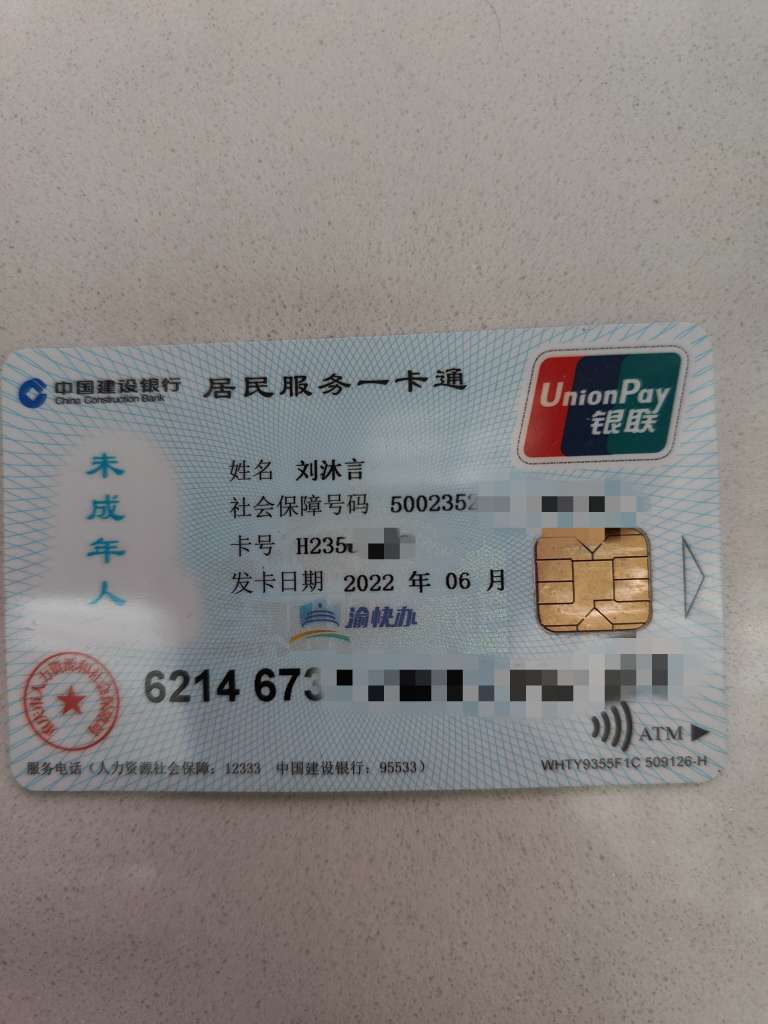 中国建设银行
China Construction Bank
居民服务一卡通
UnionPay
银联
未成年人
姓名 刘沐言
社会保障号码 5002352
卡号 H235
发卡日期 2022 年 06 月
渝快办
6214 673
ATM
服务电话（人力资源社会保障：12333 中国建设银行：95533）
WHTY9355F1C 509126-H